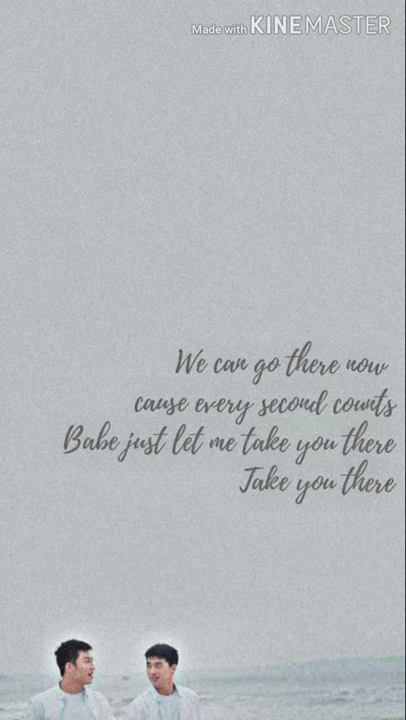 Made with KINEMASTER
We can go there now
cause every second counts
Babe just let me take you there
Take you there